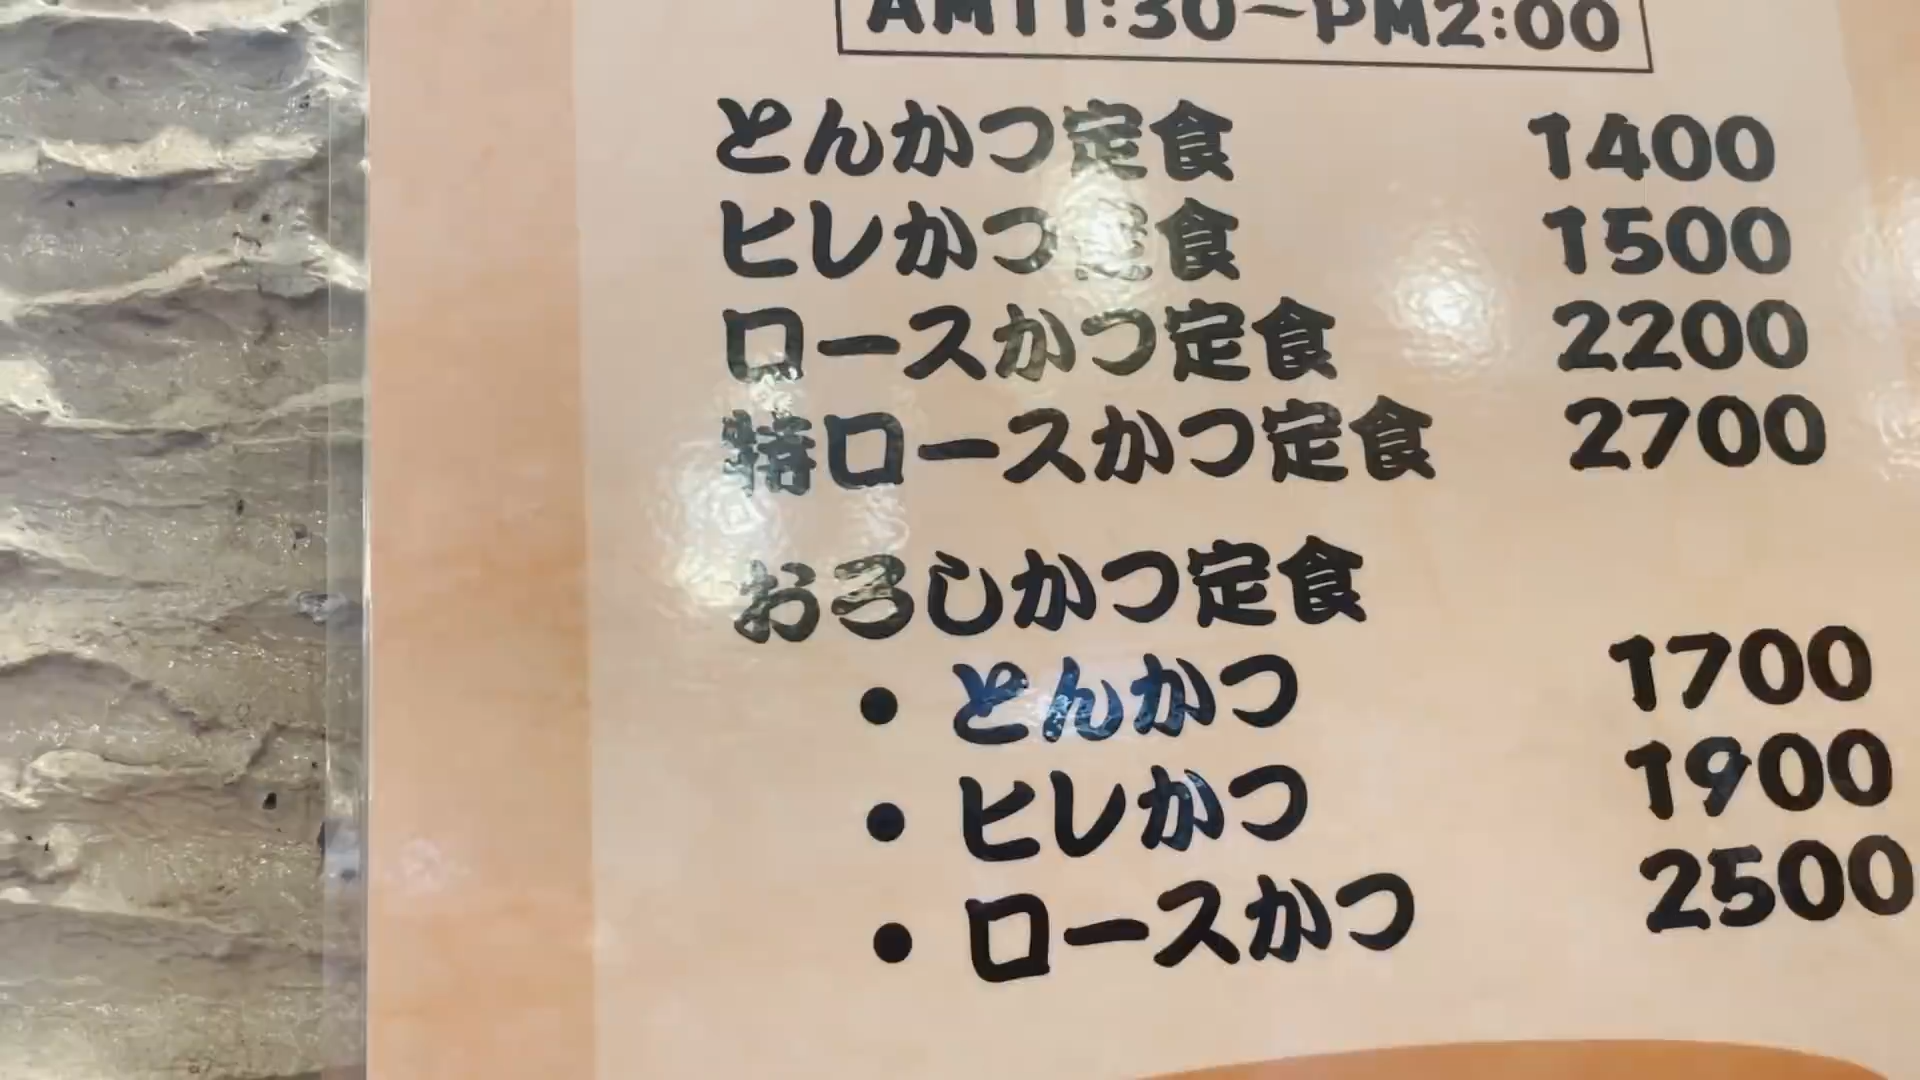 AM11:30～PM2:00
とんかつ定食 1400
ヒレかつ定食 1500
ロースかつ定食 2200
特ロースかつ定食 2700
おろしかつ定食
・とんかつ 1700
・ヒレかつ 1900
・ロースかつ 2500